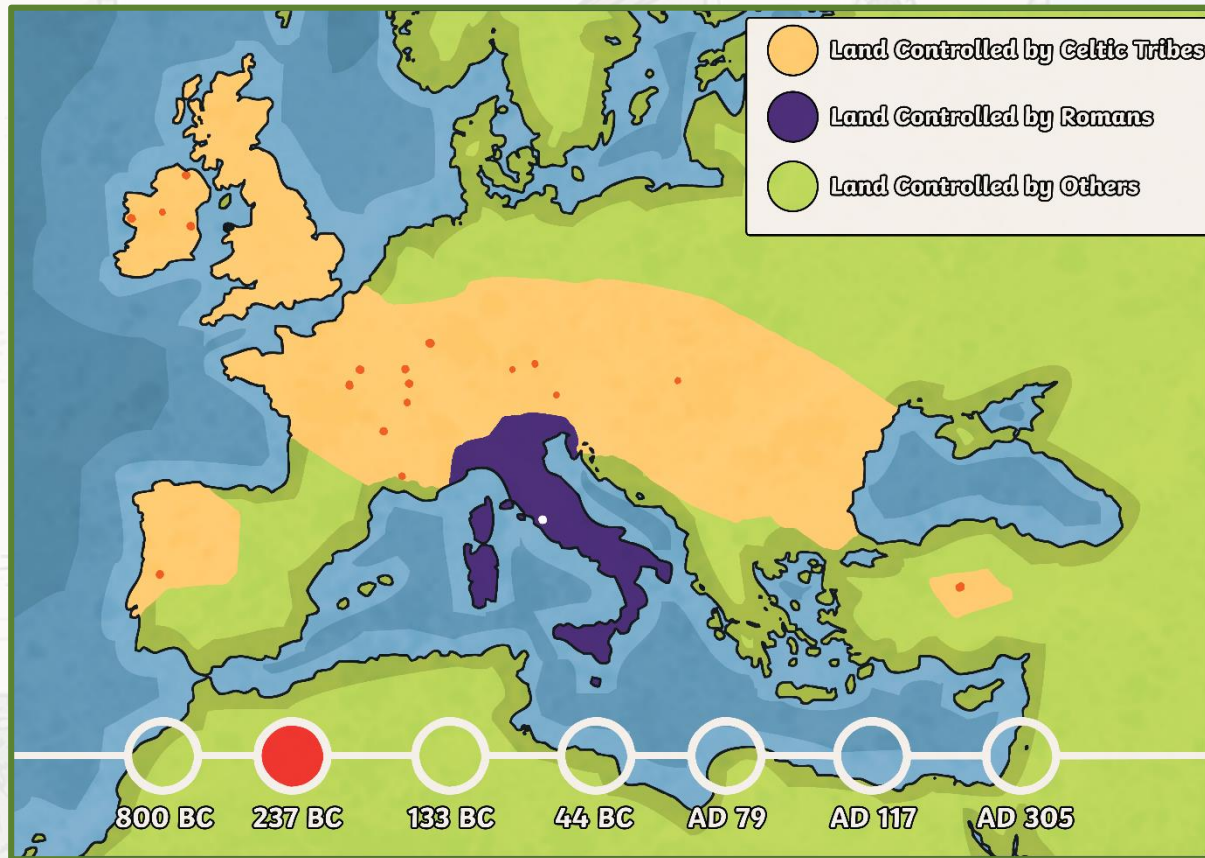 Land Controlled by Celtic Tribes
Land Controlled by Romans
Land Controlled by Others
800 BC
237 BC
133 BC
44 BC
AD 79
AD 117
AD 305